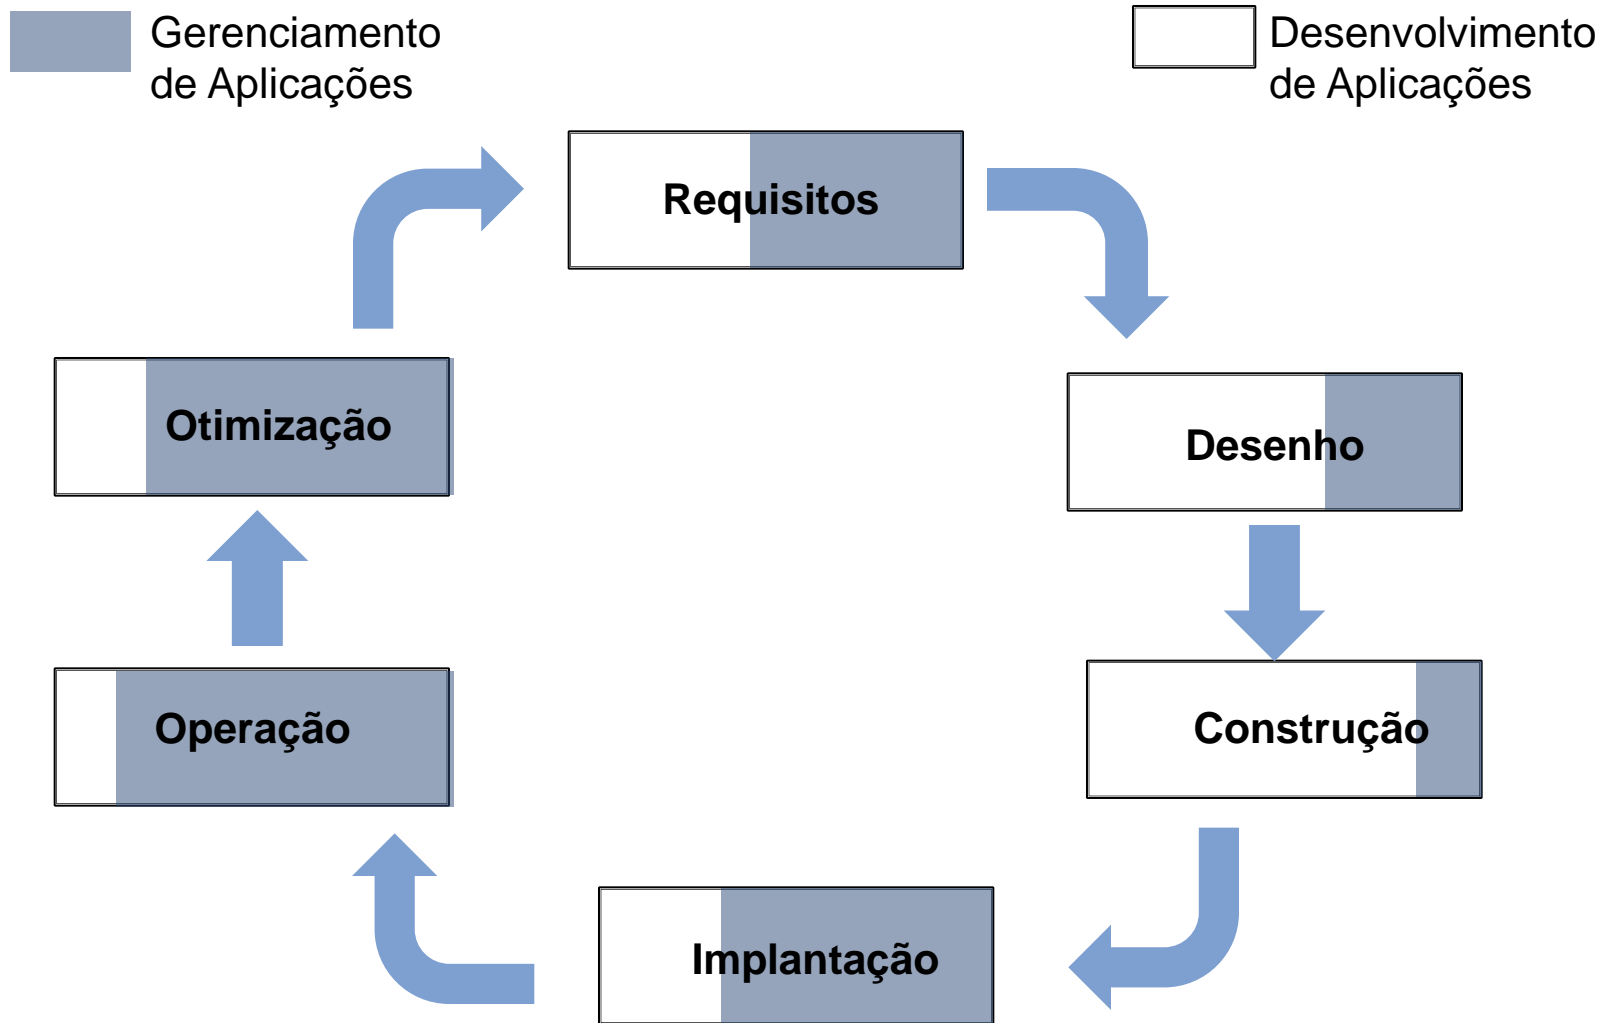 Gerenciamento
de Aplicações
Desenvolvimento
de Aplicações
Requisitos
Otimização
Desenho
Operação
Construção
Implantação